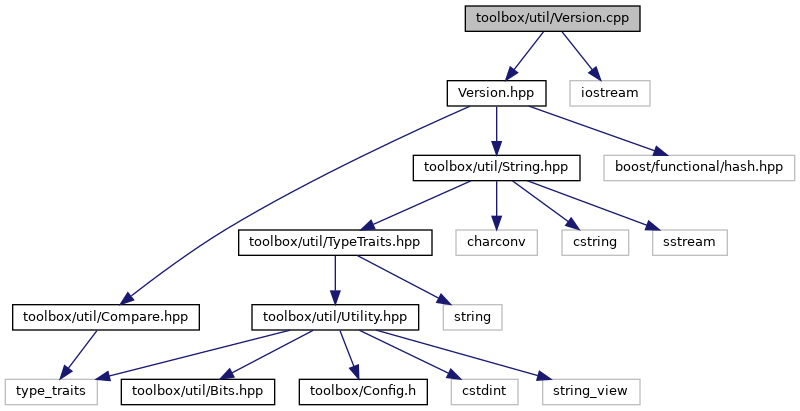 toolbox/util/Version.cpp
Version.hpp
iostream
toolbox/util/String.hpp
boost/functional/hash.hpp
toolbox/util/TypeTraits.hpp
charconv
cstring
sstream
toolbox/util/Compare.hpp
toolbox/util/Utility.hpp
string
type_traits
toolbox/util/Bits.hpp
toolbox/Config.h
cstdint
string_view